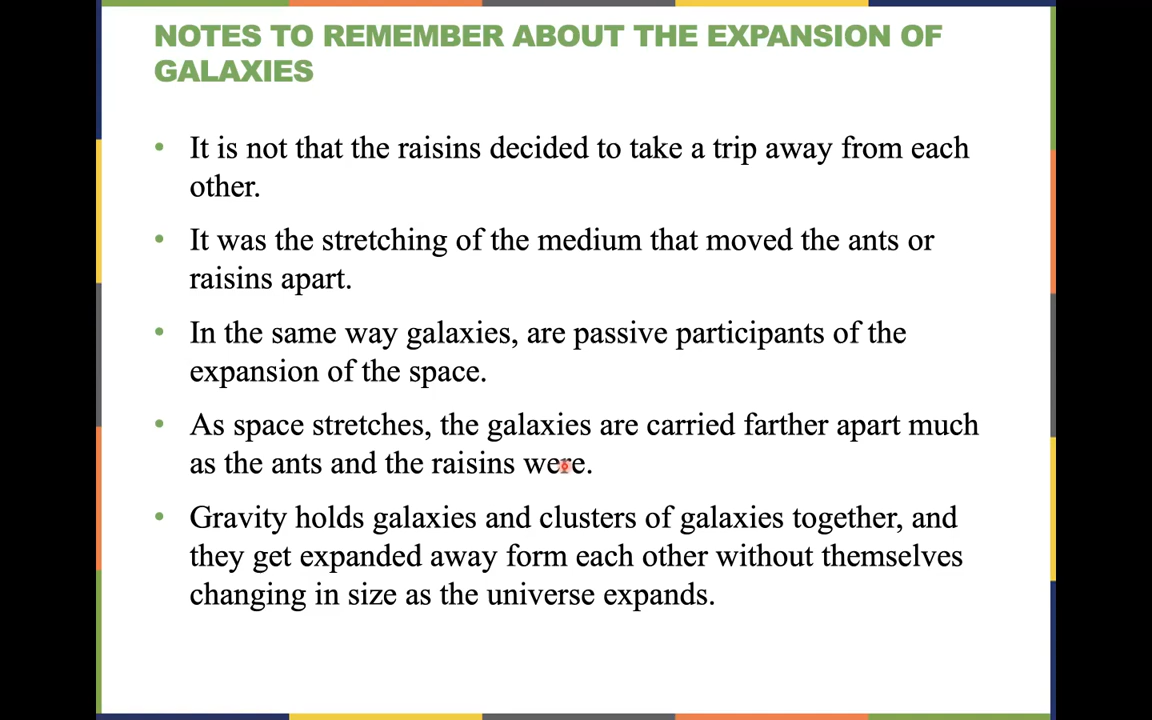 NOTES TO REMEMBER ABOUT THE EXPANSION OF
GALAXIES
• It is not that the raisins decided to take a trip away from each
other.
• It was the stretching of the medium that moved the ants or
raisins apart.
• In the same way galaxies, are passive participants of the
expansion of the space.
• As space stretches, the galaxies are carried farther apart much
as the ants and the raisins were.
• Gravity holds galaxies and clusters of galaxies together, and
they get expanded away form each other without themselves
changing in size as the universe expands.